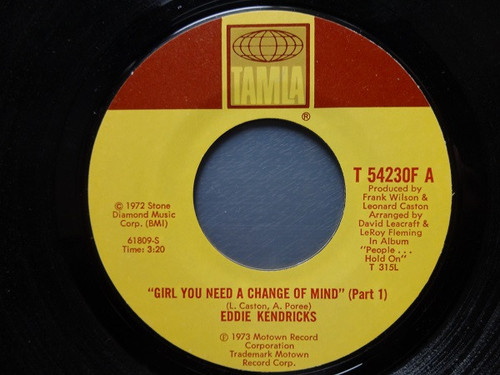 TAMLA
®
T 54230F A
Produced by
Frank Wilson &
Leonard Caston
Arranged by
David Leacraft &
LeRoy Fleming
In Album
"People...
Hold On"
T 315L
© 1972 Stone
Diamond Music
Corp. (BMI)
61809-S
Time: 3:20
"GIRL YOU NEED A CHANGE OF MIND" (Part 1)
(L. Caston, A. Poree)
EDDIE KENDRICKS
℗ 1973 Motown Record
Corporation
Trademark Motown
Record Corp.